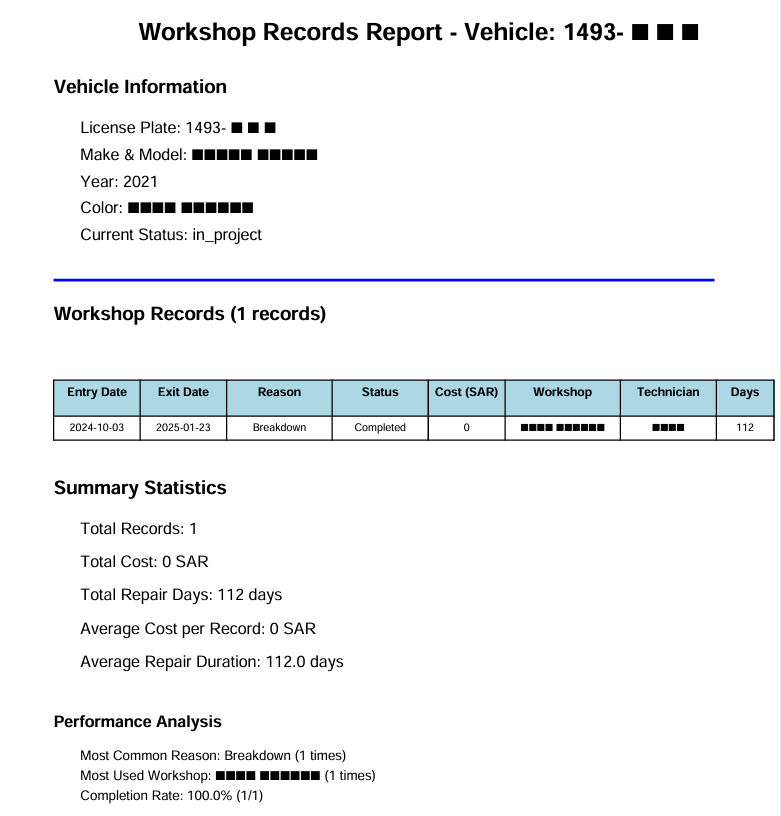 Workshop Records Report - Vehicle: 1493- ■ ■ ■
Vehicle Information
License Plate: 1493- ■ ■ ■
Make & Model: ■■■■■ ■■■■■
Year: 2021
Color: ■■■■ ■■■■■■
Current Status: in_project
Workshop Records (1 records)
Entry Date Exit Date Reason Status Cost (SAR) Workshop Technician Days
2024-10-03 2025-01-23 Breakdown Completed 0 ■■■■ ■■■■■■ ■■■■ 112
Summary Statistics
Total Records: 1
Total Cost: 0 SAR
Total Repair Days: 112 days
Average Cost per Record: 0 SAR
Average Repair Duration: 112.0 days
Performance Analysis
Most Common Reason: Breakdown (1 times)
Most Used Workshop: ■■■■ ■■■■■■ (1 times)
Completion Rate: 100.0% (1/1)